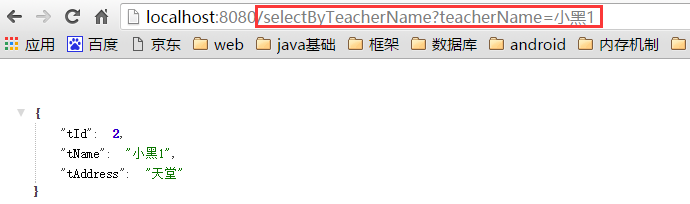 localhost:8080/selectByTeacherName?teacherName=小黑1
应用 百度 京东 web java基础 框架 数据库 android 内存机制
{
"tId": 2,
"tName": "小黑1",
"tAddress": "天堂"
}